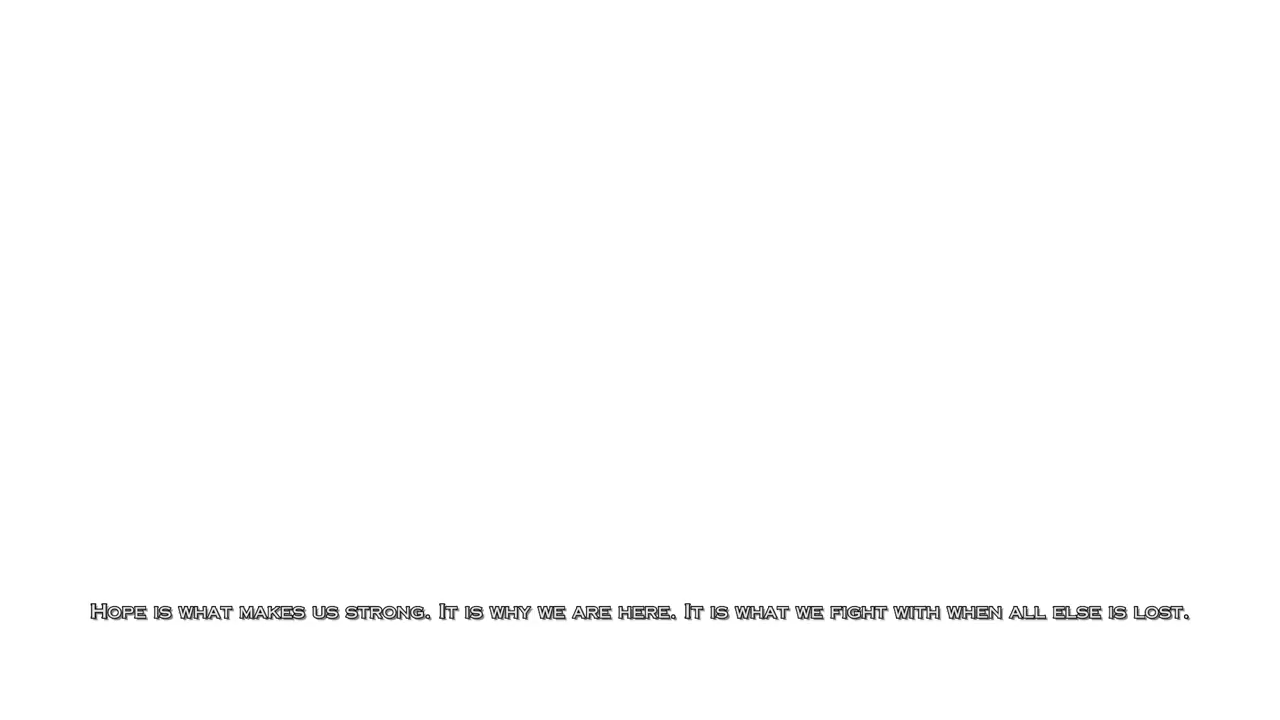 Hope is what makes us strong. It is why we are here. It is what we fight with when all else is lost.